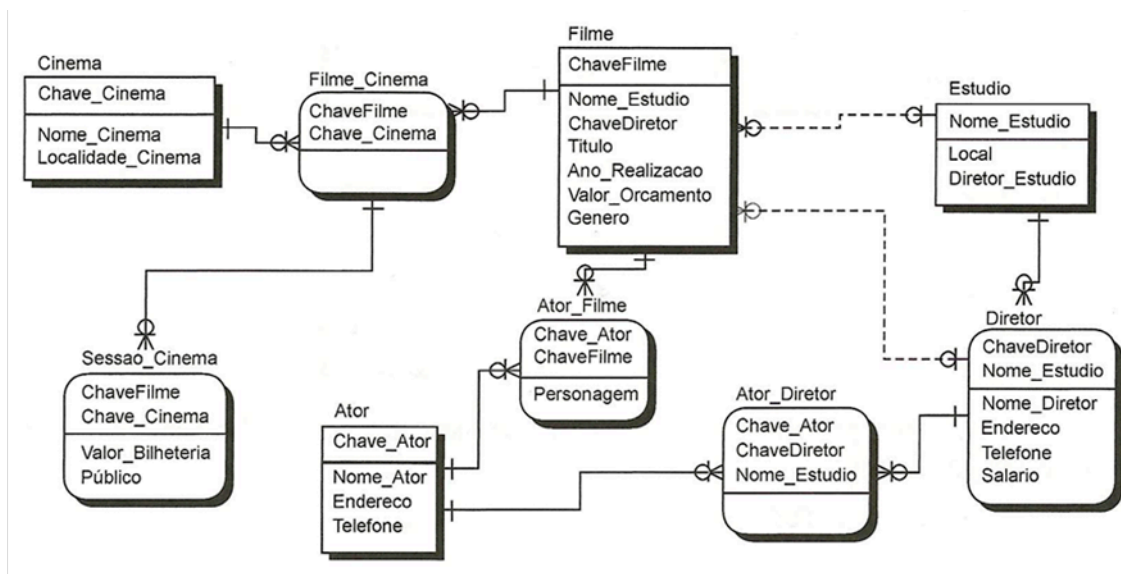 Cinema
Chave_Cinema
Nome_Cinema
Localidade_Cinema
Filme_Cinema
ChaveFilme
Chave_Cinema
Filme
ChaveFilme
Nome_Estudio
ChaveDiretor
Titulo
Ano_Realizacao
Valor_Orcamento
Genero
Estudio
Nome_Estudio
Local
Diretor_Estudio
Sessao_Cinema
ChaveFilme
Chave_Cinema
Valor_Bilheteria
Público
Ator_Filme
Chave_Ator
ChaveFilme
Personagem
Ator
Chave_Ator
Nome_Ator
Endereco
Telefone
Ator_Diretor
Chave_Ator
ChaveDiretor
Nome_Estudio
Diretor
ChaveDiretor
Nome_Estudio
Nome_Diretor
Endereco
Telefone
Salario